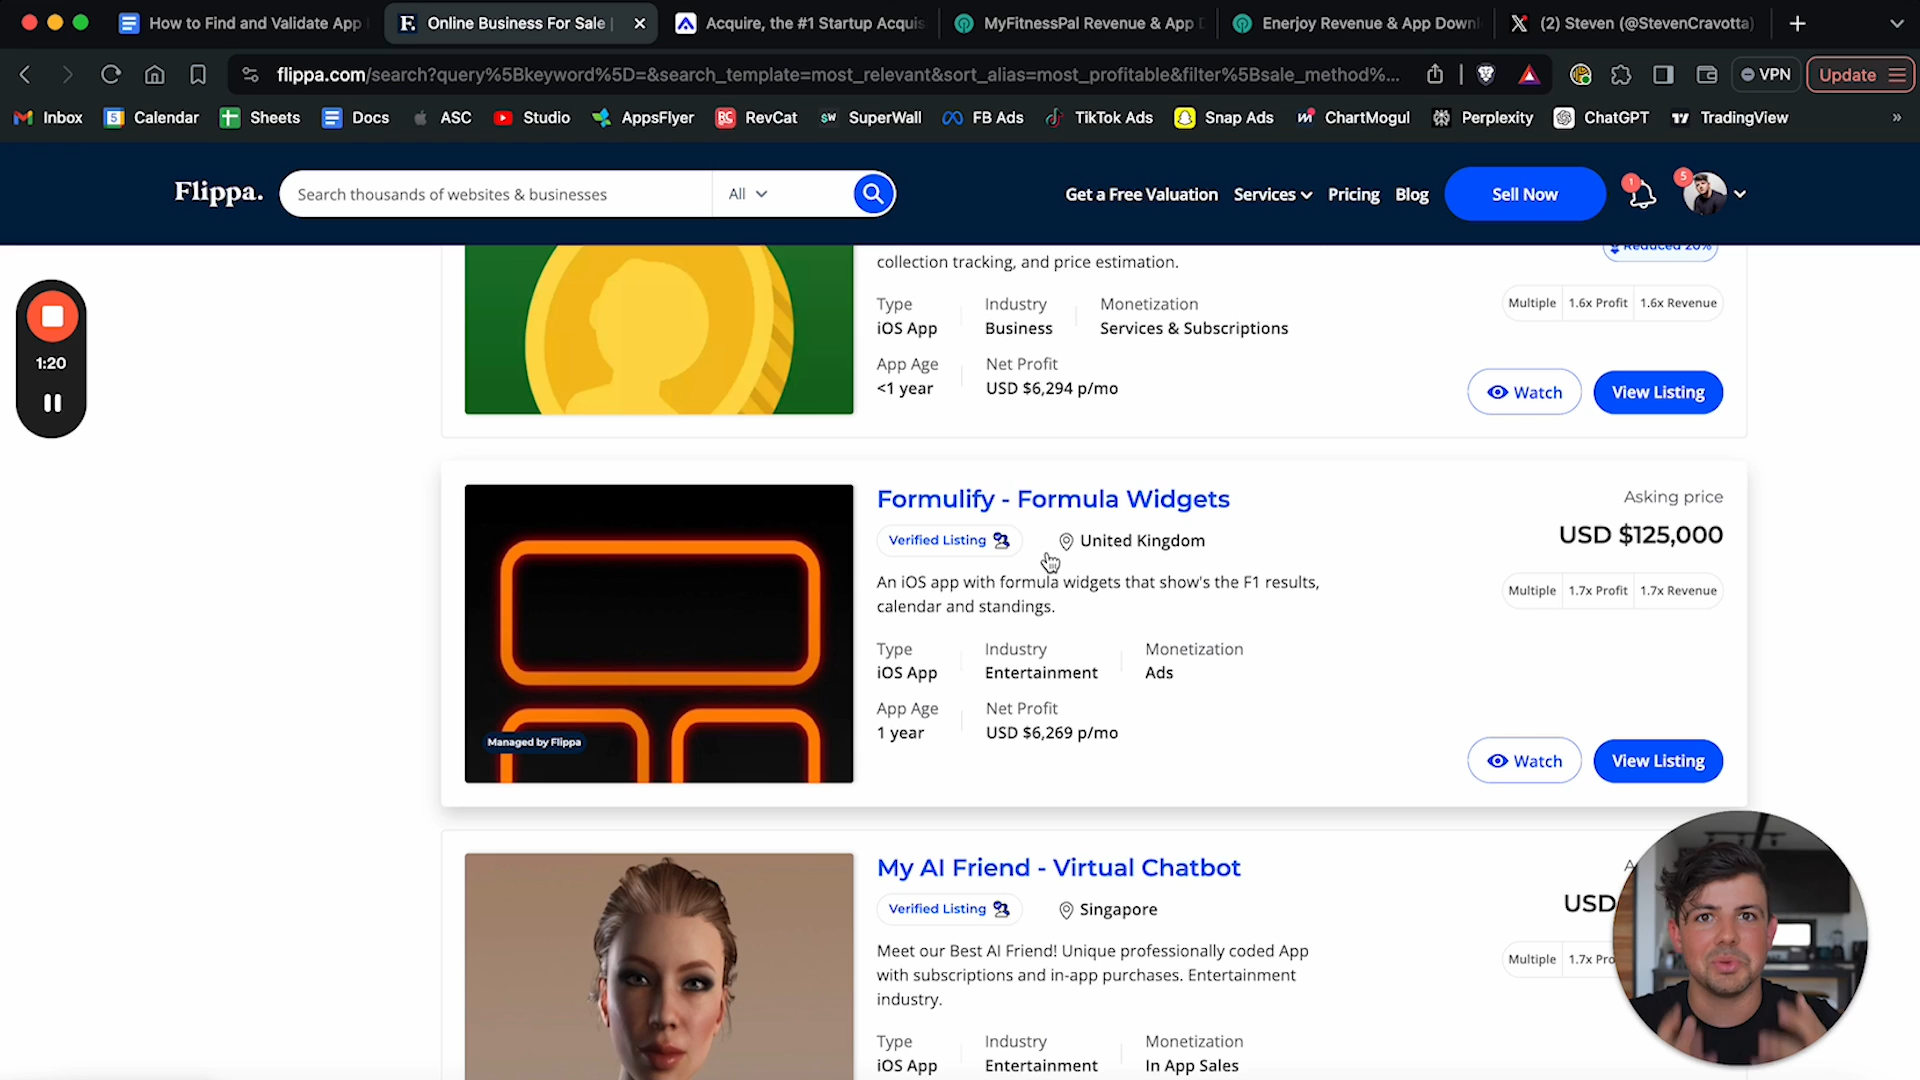 How to Find and Validate App
F. Online Business For Sale |
Acquire, the #1 Startup Acquis
MyFitnessPal Revenue & App D
Enerjoy Revenue & App Down
(2) Steven (@StevenCravotta)
flippa.com/search?query%5Bkeyword%5D=&search_template=most_relevant&sort_alias=most_profitable&filter%5Bsale_method%...
VPN
Update
Inbox
Calendar
Sheets
Docs
ASC
Studio
AppsFlyer
RC RevCat
SW SuperWall
FB Ads
TikTok Ads
Snap Ads
ChartMogul
Perplexity
ChatGPT
TradingView
»
Flippa.
Search thousands of websites & businesses
All
Get a Free Valuation
Services
Pricing
Blog
Sell Now
1
5
1:20
collection tracking, and price estimation.
Reduced 20%
Type
iOS App
Industry
Business
Monetization
Services & Subscriptions
Multiple 1.6x Profit 1.6x Revenue
App Age
<1 year
Net Profit
USD $6,294 p/mo
Watch
View Listing
Managed by Flippa
Formulify - Formula Widgets
Verified Listing
United Kingdom
An iOS app with formula widgets that show's the F1 results,
calendar and standings.
Type
iOS App
Industry
Entertainment
Monetization
Ads
App Age
1 year
Net Profit
USD $6,269 p/mo
Asking price
USD $125,000
Multiple 1.7x Profit 1.7x Revenue
Watch
View Listing
My AI Friend - Virtual Chatbot
Verified Listing
Singapore
Meet our Best AI Friend! Unique professionally coded App
with subscriptions and in-app purchases. Entertainment
industry.
Type
iOS App
Industry
Entertainment
Monetization
In App Sales
USD
Multiple 1.7x Pro